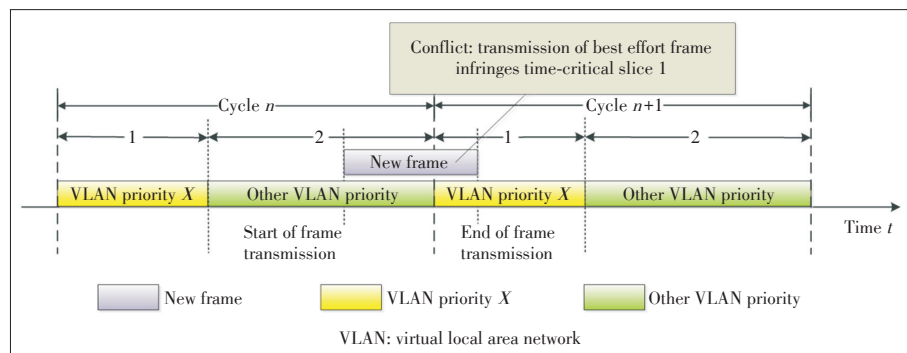 Conflict: transmission of best effort frame
infringes time-critical slice 1
Cycle n
Cycle n+1
1
2
1
2
New frame
VLAN priority X
Other VLAN priority
VLAN priority X
Other VLAN priority
Time t
Start of frame
transmission
End of frame
transmission
New frame
VLAN priority X
Other VLAN priority
VLAN: virtual local area network